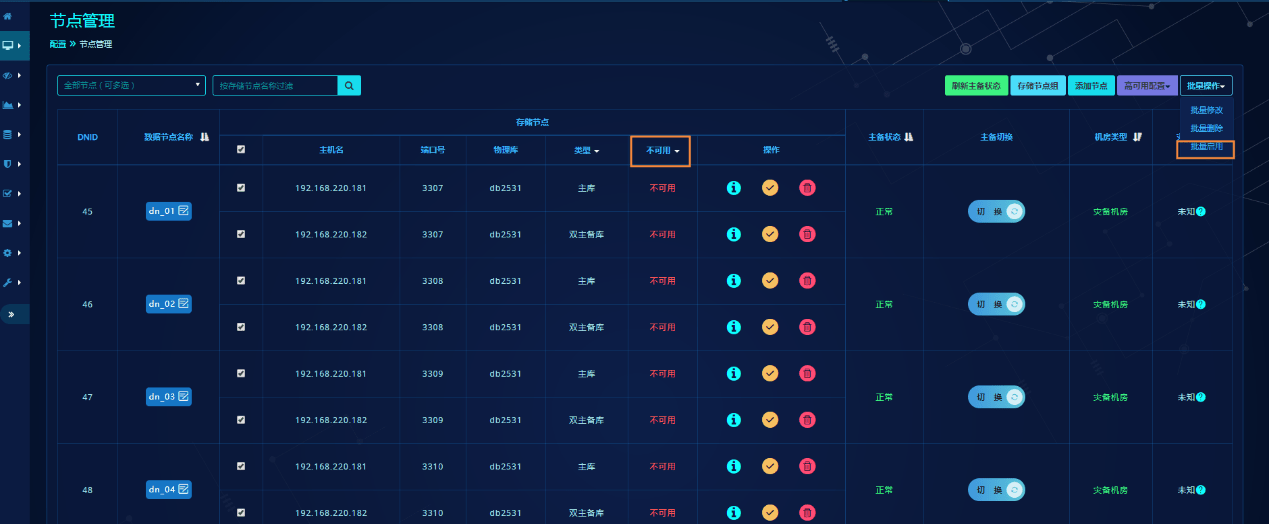 节点管理
配置 » 节点管理
全部节点（可多选）
按存储节点名称过滤
刷新主备状态 存储节点组 添加节点 高可用配置 批量操作
批量修改
批量删除
批量启用
DNID 数据节点名称 存储节点 主备状态 主备切换 机房类型
主机名 端口号 物理库 类型 不可用 操作
45 dn_01 正常 切 换 灾备机房 未知
192.168.220.181 3307 db2531 主库 不可用
192.168.220.182 3307 db2531 双主备库 不可用
46 dn_02 正常 切 换 灾备机房 未知
192.168.220.181 3308 db2531 主库 不可用
192.168.220.182 3308 db2531 双主备库 不可用
47 dn_03 正常 切 换 灾备机房 未知
192.168.220.181 3309 db2531 主库 不可用
192.168.220.182 3309 db2531 双主备库 不可用
48 dn_04 正常 切 换 灾备机房 未知
192.168.220.181 3310 db2531 主库 不可用
192.168.220.182 3310 db2531 双主备库 不可用